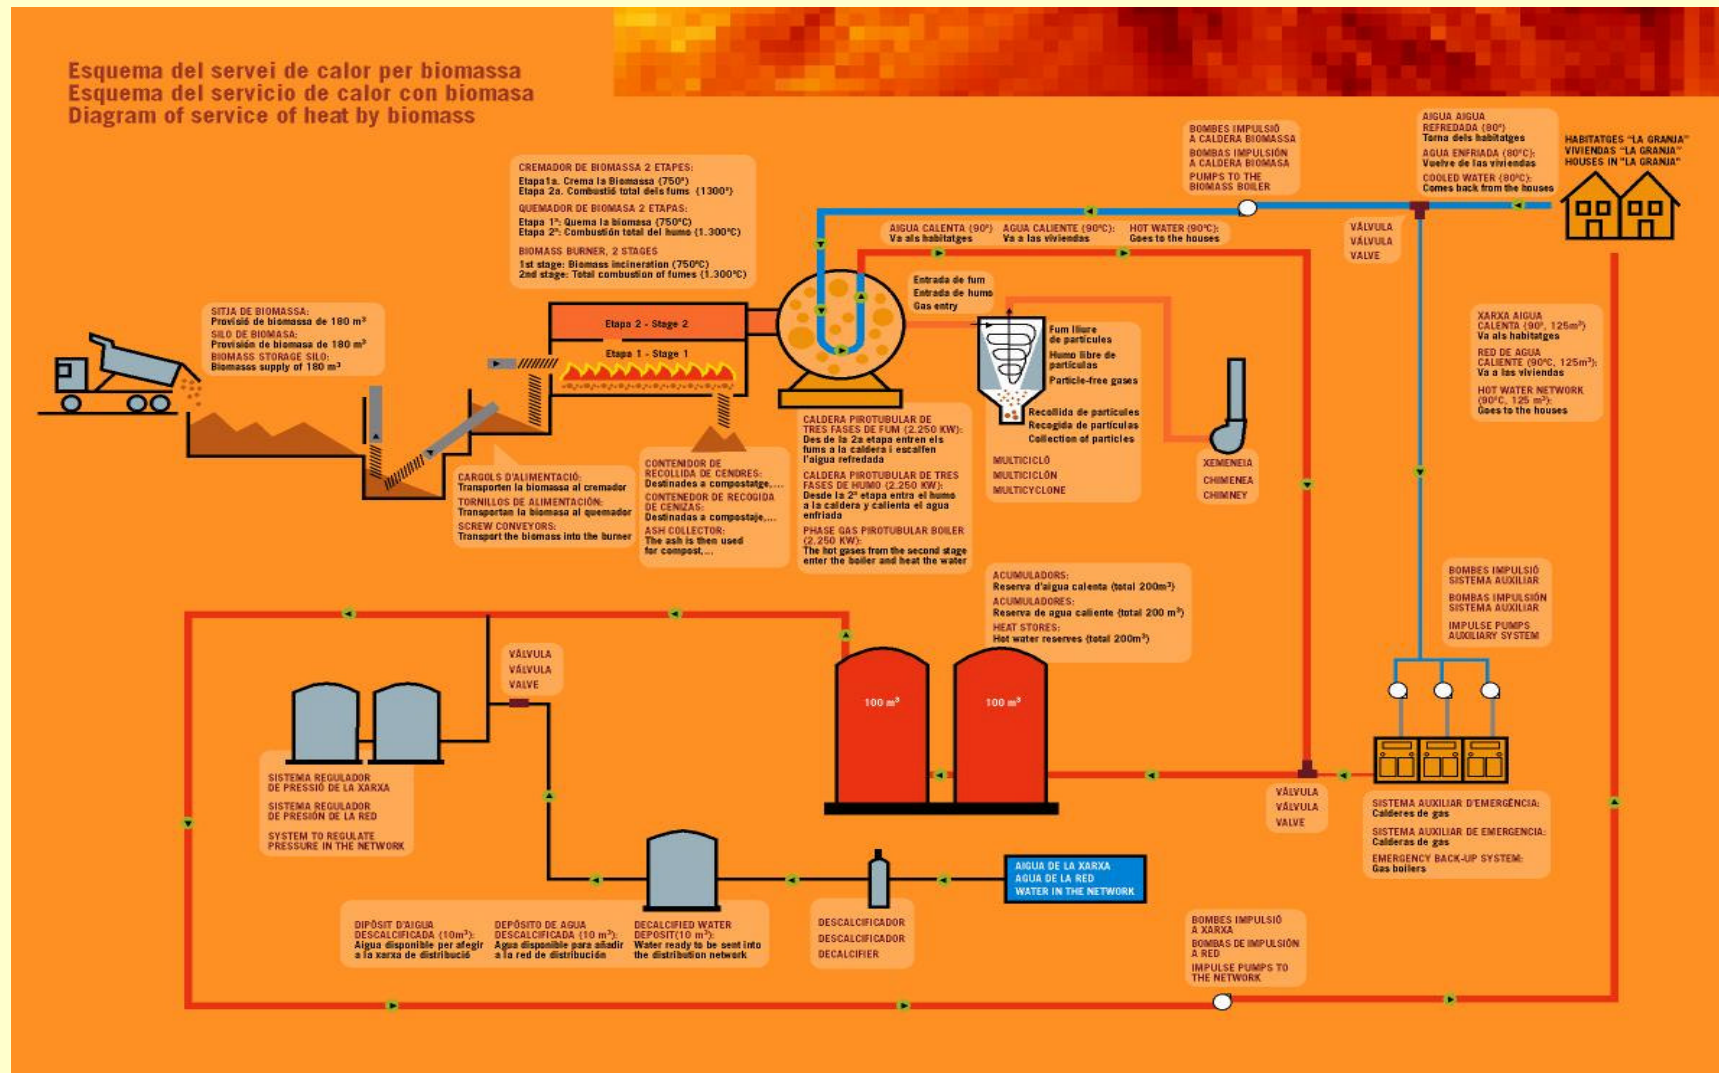 Esquema del servei de calor per biomassa
Esquema del servicio de calor con biomasa
Diagram of service of heat by biomass
CREMADOR DE BIOMASSA 2 ETAPES:
Etapa1a. Crema la Biomassa (750º)
Etapa 2a. Combustió total dels fums (1300º)
QUEMADOR DE BIOMASA 2 ETAPAS:
Etapa 1ª: Quema la biomasa (750ºC)
Etapa 2ª: Combustión total del humo (1.300ºC)
BIOMASS BURNER, 2 STAGES
1st stage: Biomass incineration (750ºC)
2nd stage: Total combustion of fumes (1.300ºC)
BOMBES IMPULSIÓ
A CALDERA BIOMASSA
BOMBAS IMPULSIÓN
A CALDERA BIOMASA
PUMPS TO THE
BIOMASS BOILER
AIGUA AIGUA
REFREDADA (80º)
Torna dels habitatges
AGUA ENFRIADA (80ºC):
Vuelve de las viviendas
COOLED WATER (80ºC):
Comes back from the houses
HABITATGES "LA GRANJA"
VIVIENDAS "LA GRANJA"
HOUSES IN "LA GRANJA"
VÁLVULA
VÁLVULA
VALVE
AIGUA CALENTA (90º)
Va als habitatges
AGUA CALIENTE (90ºC):
Va a las viviendas
HOT WATER (90ºC):
Goes to the houses
SITJA DE BIOMASSA:
Provisió de biomassa de 180 m³
SILO DE BIOMASA:
Provisión de biomasa de 180 m³
BIOMASS STORAGE SILO:
Biomasss supply of 180 m³
Etapa 2 - Stage 2
Etapa 1 - Stage 1
Entrada de fum
Entrada de humo
Gas entry
Fum lliure
de partícules
Humo libre de
partículas
Particle-free gases
Recollida de partícules
Recogida de partículas
Collection of particles
MULTICICLÓ
MULTICICLÓN
MULTICYCLONE
XEMENEIA
CHIMENEA
CHIMNEY
XARXA AIGUA
CALENTA (90º, 125m³)
Va als habitatges
RED DE AGUA
CALIENTE (90ºC, 125m³):
Va a las viviendas
HOT WATER NETWORK
(90ºC, 125 m³):
Goes to the houses
CARGOLS D'ALIMENTACIÓ:
Transporten la biomassa al cremador
TORNILLOS DE ALIMENTACIÓN:
Transportan la biomasa al quemador
SCREW CONVEYORS:
Transport the biomass into the burner
CONTENIDOR DE
RECOLLIDA DE CENDRES:
Destinades a compostatge,...
CONTENEDOR DE RECOGIDA
DE CENIZAS:
Destinadas a compostaje,...
ASH COLLECTOR:
The ash is then used
for compost,...
CALDERA PIROTUBULAR DE
TRES FASES DE FUM (2.250 KW):
Des de la 2a etapa entren els
fums a la caldera i escalfen
l'aigua refredada
CALDERA PIROTUBULAR DE TRES
FASES DE HUMO (2.250 KW):
Desde la 2ª etapa entra el humo
a la caldera y calienta el agua
enfriada
PHASE GAS PIROTUBULAR BOILER
(2.250 KW):
The hot gases from the second stage
enter the boiler and heat the water
ACUMULADORS:
Reserva d'aigua calenta (total 200m³)
ACUMULADORES:
Reserva de agua caliente (total 200 m³)
HEAT STORES:
Hot water reserves (total 200m³)
BOMBES IMPULSIÓ
SISTEMA AUXILIAR
BOMBAS IMPULSIÓN
SISTEMA AUXILIAR
IMPULSE PUMPS
AUXILIARY SYSTEM
VÁLVULA
VÁLVULA
VALVE
100 m³
100 m³
SISTEMA REGULADOR
DE PRESSIÓ DE LA XARXA
SISTEMA REGULADOR
DE PRESIÓN DE LA RED
SYSTEM TO REGULATE
PRESSURE IN THE NETWORK
VÁLVULA
VÁLVULA
VALVE
SISTEMA AUXILIAR D'EMERGÈNCIA:
Calderes de gas
SISTEMA AUXILIAR DE EMERGENCIA:
Calderas de gas
EMERGENCY BACK-UP SYSTEM:
Gas boilers
AIGUA DE LA XARXA
AGUA DE LA RED
WATER IN THE NETWORK
DIPÒSIT D'AIGUA
DESCALCIFICADA (10m³):
Aigua disponible per afegir
a la xarxa de distribució
DEPÓSITO DE AGUA
DESCALCIFICADA (10 m³):
Agua disponible para añadir
a la red de distribución
DECALCIFIED WATER
DEPOSIT(10 m³):
Water ready to be sent into
the distribution network
DESCALCIFICADOR
DESCALCIFICADOR
DECALCIFIER
BOMBES IMPULSIÓ
A XARXA
BOMBAS DE IMPULSIÓN
A RED
IMPULSE PUMPS TO
THE NETWORK